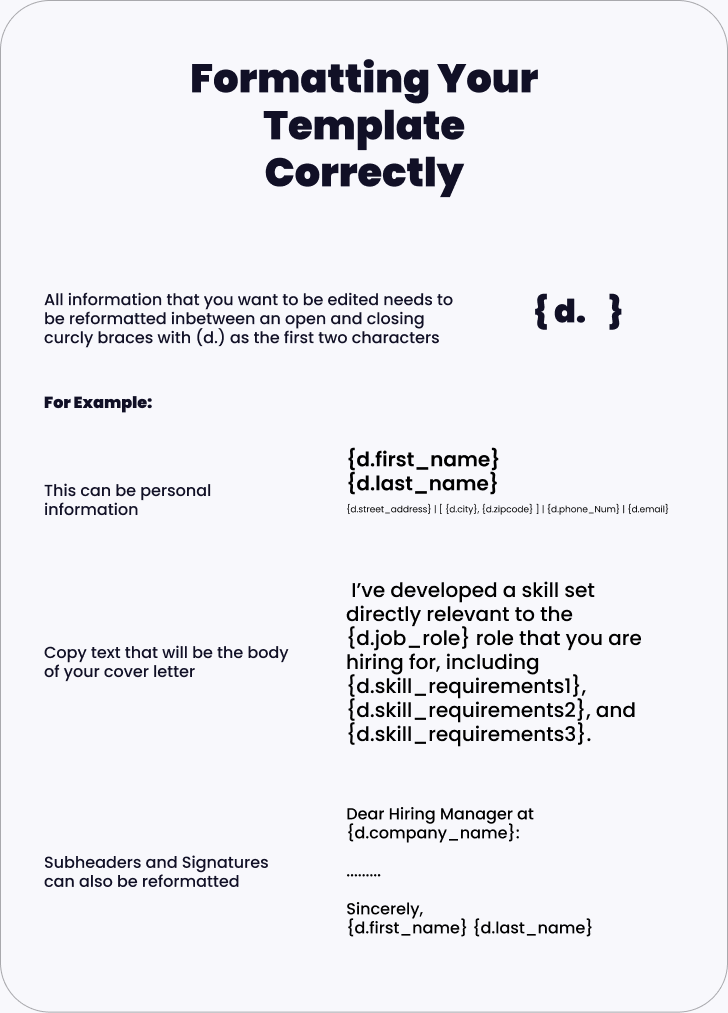 Formatting Your
Template
Correctly
All information that you want to be edited needs to
be reformatted inbetween an open and closing
curcly braces with (d.) as the first two characters
{ d. }
For Example:
This can be personal
information
{d.first_name}
{d.last_name}
{d.street_address} | [ {d.city}, {d.zipcode} ] | {d.phone_Num} | {d.email}
Copy text that will be the body
of your cover letter
I’ve developed a skill set
directly relevant to the
{d.job_role} role that you are
hiring for, including
{d.skill_requirements1},
{d.skill_requirements2}, and
{d.skill_requirements3}.
Subheaders and Signatures
can also be reformatted
Dear Hiring Manager at
{d.company_name}:
.........
Sincerely,
{d.first_name} {d.last_name}